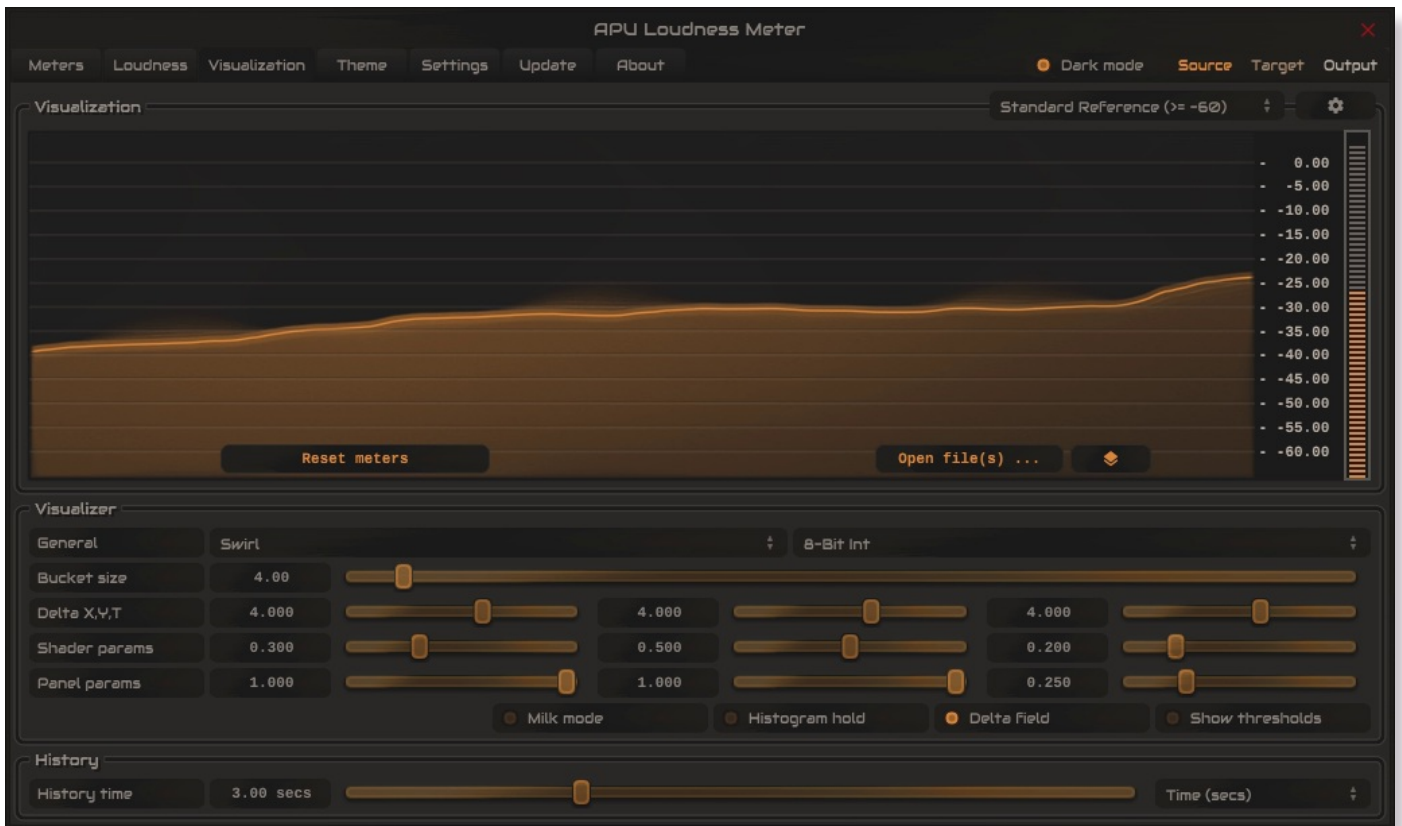 APU Loudness Meter
Meters Loudness Visualization Theme Settings Update About Dark mode Source Target Output
Visualization Standard Reference (>= -60)
- 0.00
- -5.00
- -10.00
- -15.00
- -20.00
- -25.00
- -30.00
- -35.00
- -40.00
- -45.00
- -50.00
- -55.00
- -60.00
Reset meters Open file(s) ...
Visualizer
General Swirl 8-Bit Int
Bucket size 4.00
Delta X,Y,T 4.000 4.000 4.000
Shader params 0.300 0.500 0.200
Panel params 1.000 1.000 0.250
Milk mode Histogram hold Delta Field Show thresholds
History
History time 3.00 secs Time (secs)